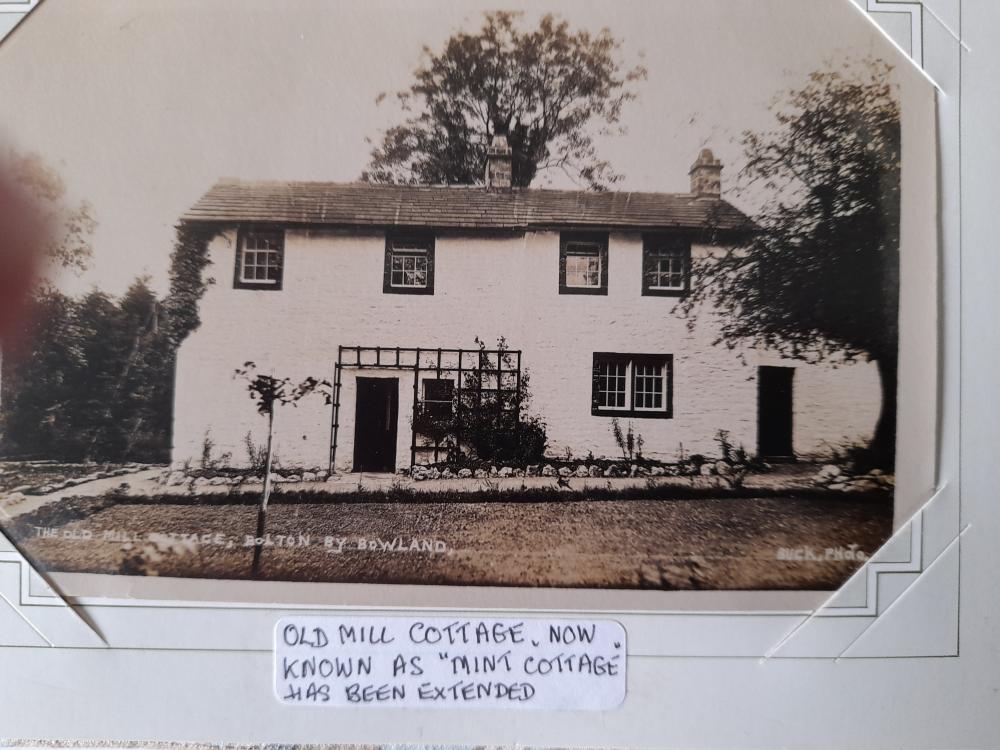 THE OLD MILL COTTAGE, BOLTON BY BOWLAND.
BUCK. PHOTO
OLD MILL COTTAGE, NOW
KNOWN AS "MINT COTTAGE"
HAS BEEN EXTENDED